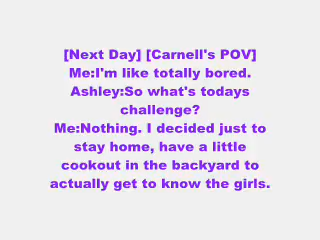 [Next Day] [Carnell's POV]
Me:I'm like totally bored.
Ashley:So what's todays
challenge?
Me:Nothing. I decided just to
stay home, have a little
cookout in the backyard to
actually get to know the girls.